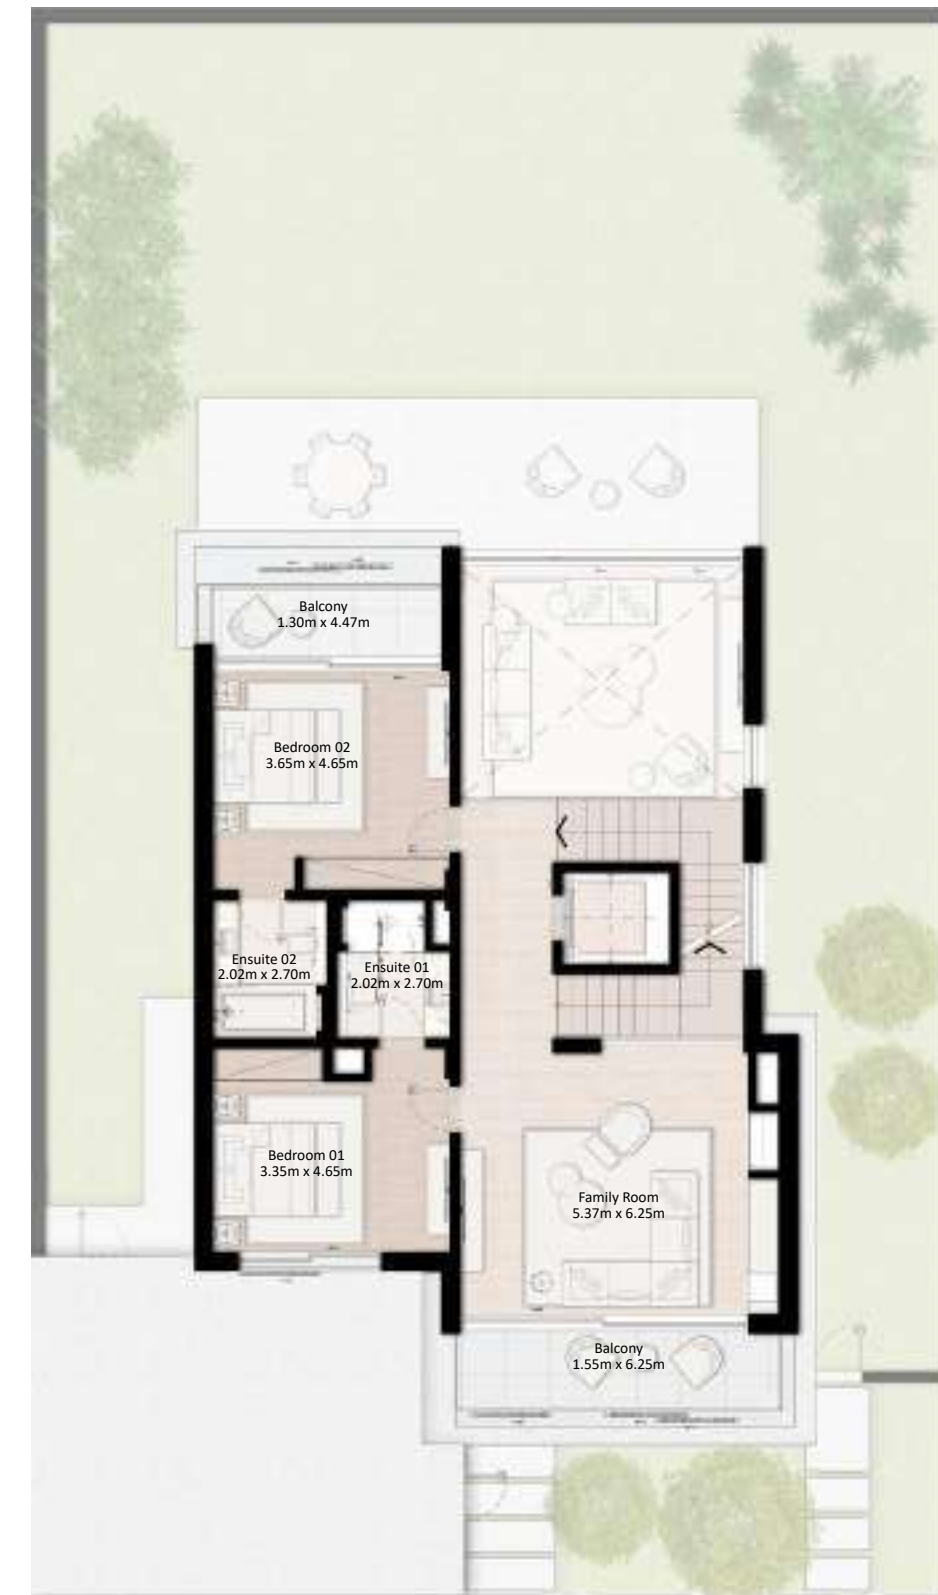 Balcony
1.30m x 4.47m
Bedroom 02
3.65m x 4.65m
Ensuite 02
2.02m x 2.70m
Ensuite 01
2.02m x 2.70m
Bedroom 01
3.35m x 4.65m
Family Room
5.37m x 6.25m
Balcony
1.55m x 6.25m